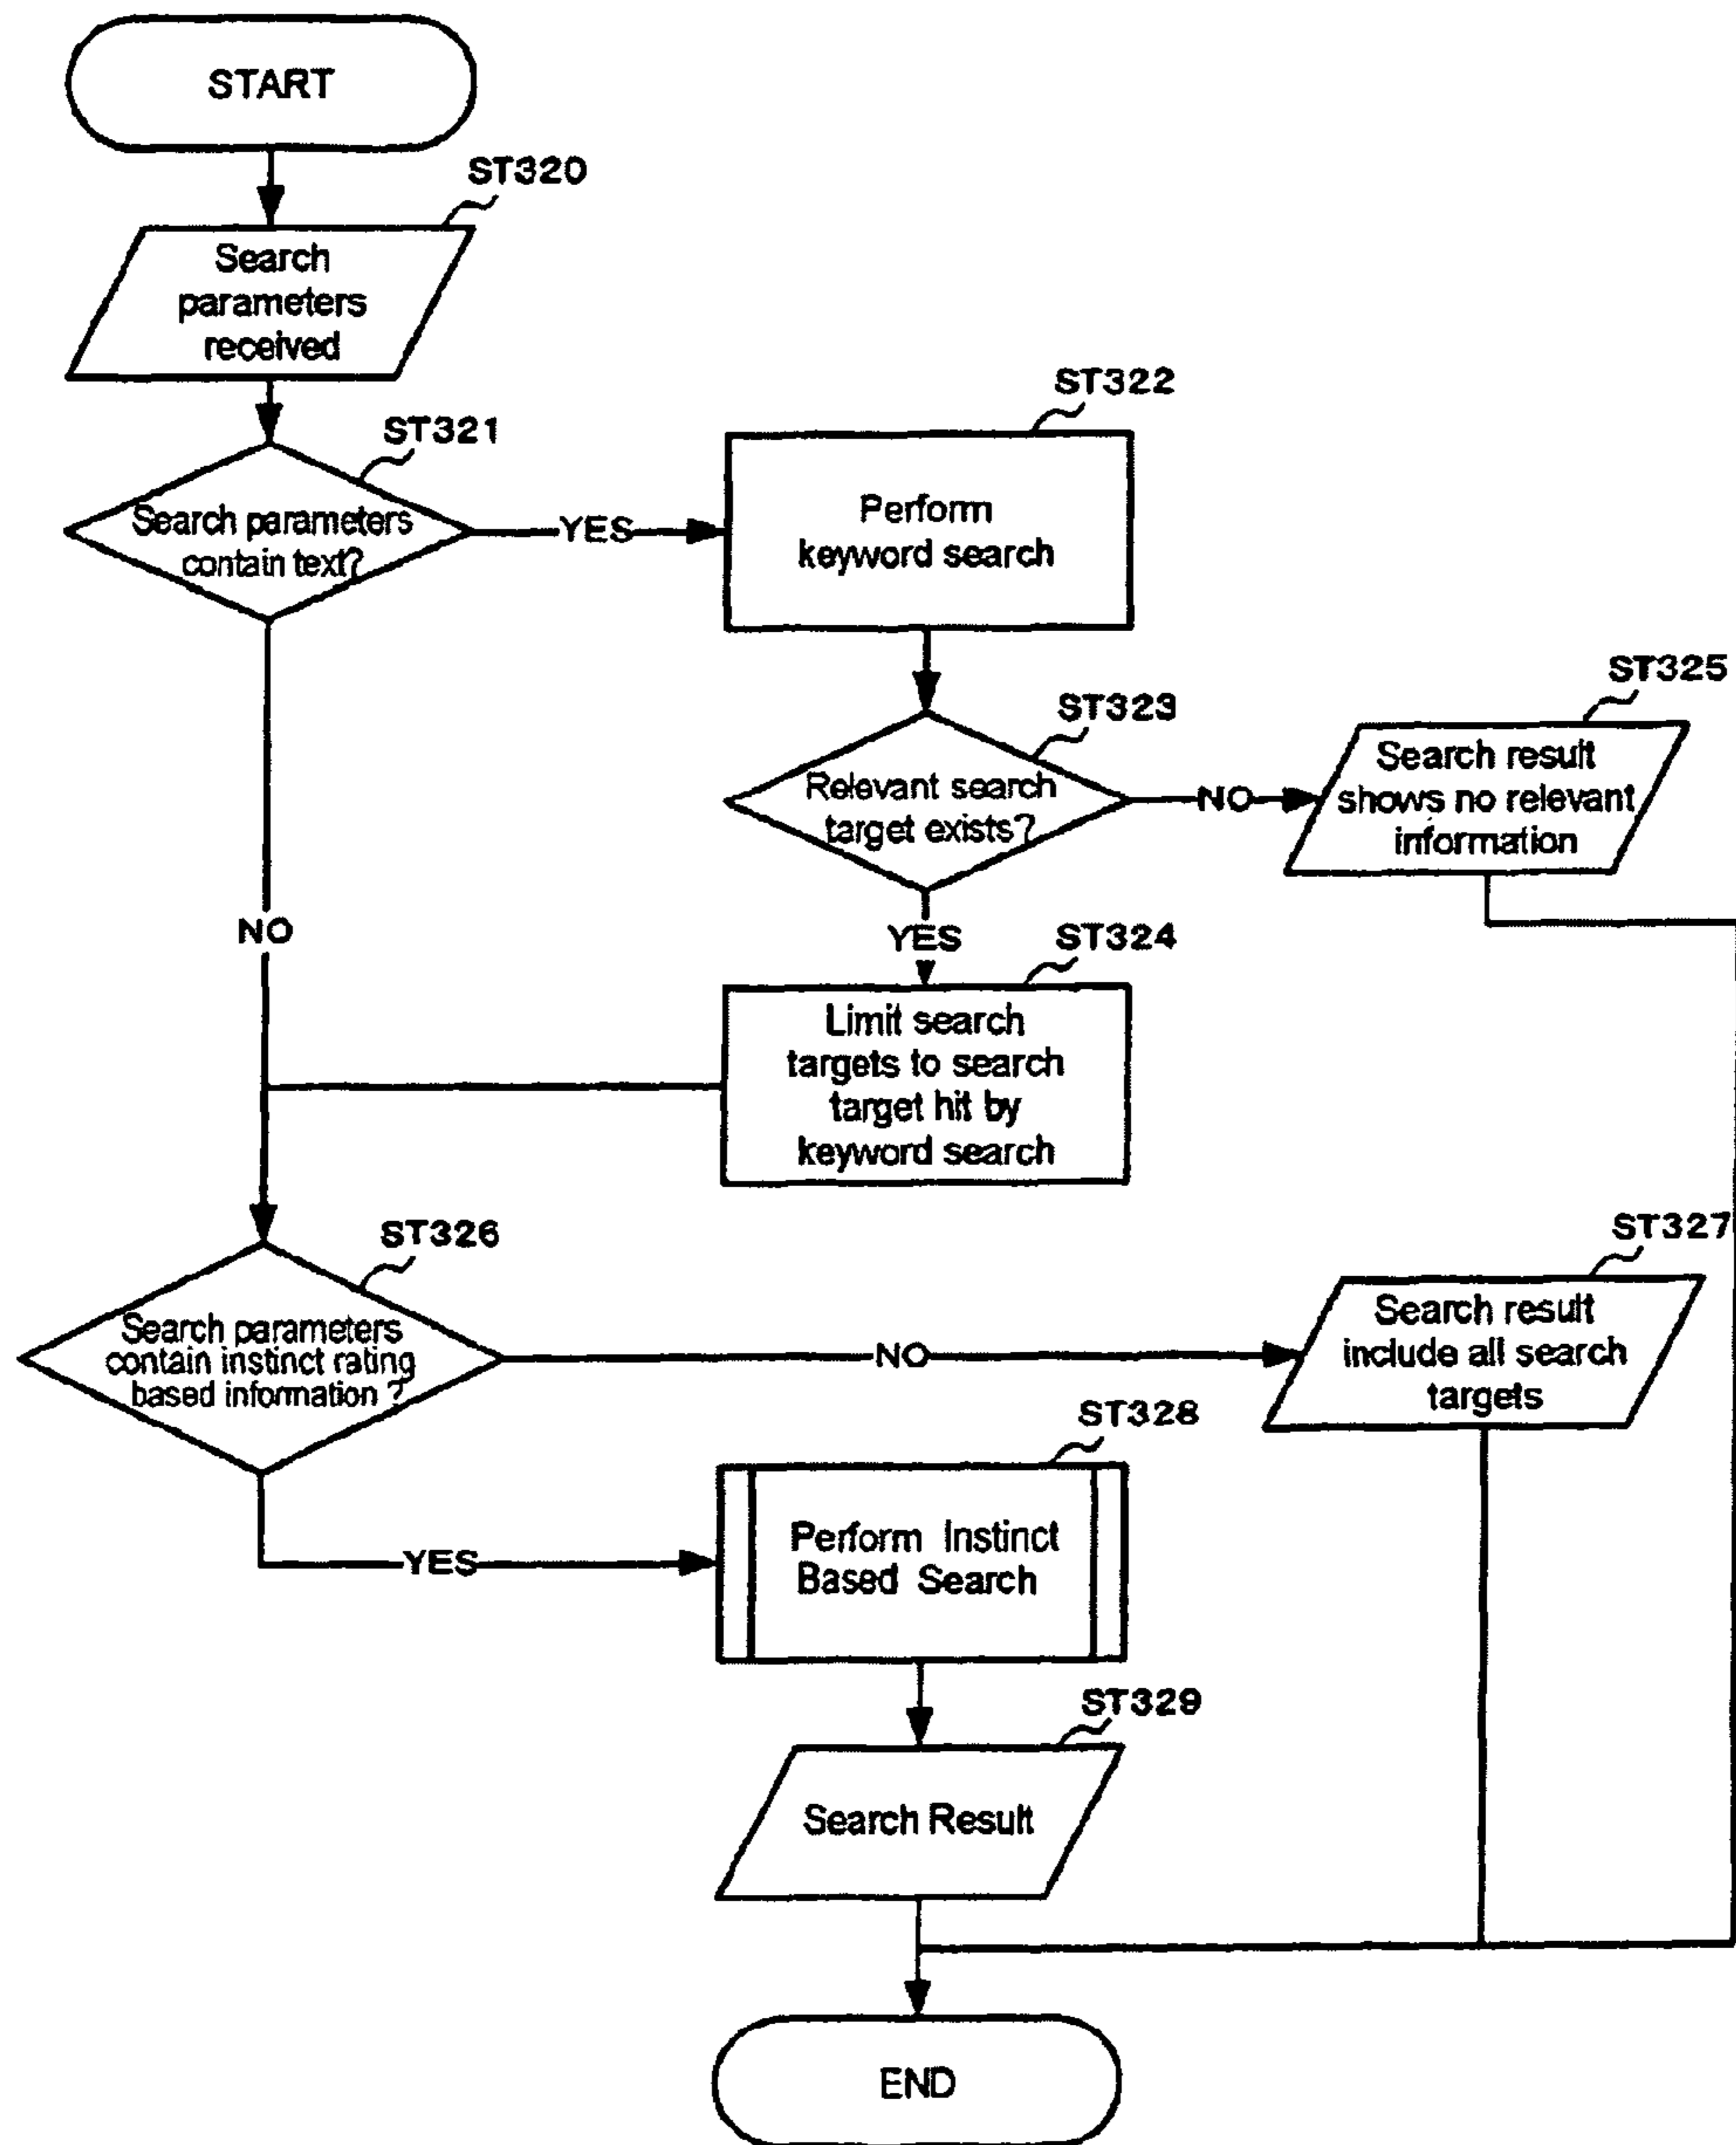 START
ST320
Search
parameters
received
ST321
Search parameters
contain text?
YES
ST322
Perform
keyword search
ST323
Relevant search
target exists?
NO
ST325
Search result
shows no relevant
information
NO
YES
ST324
Limit search
targets to search
target hit by
keyword search
ST326
Search parameters
contain instinct rating
based information ?
NO
ST327
Search result
include all search
targets
YES
ST328
Perform Instinct
Based Search
ST329
Search Result
END